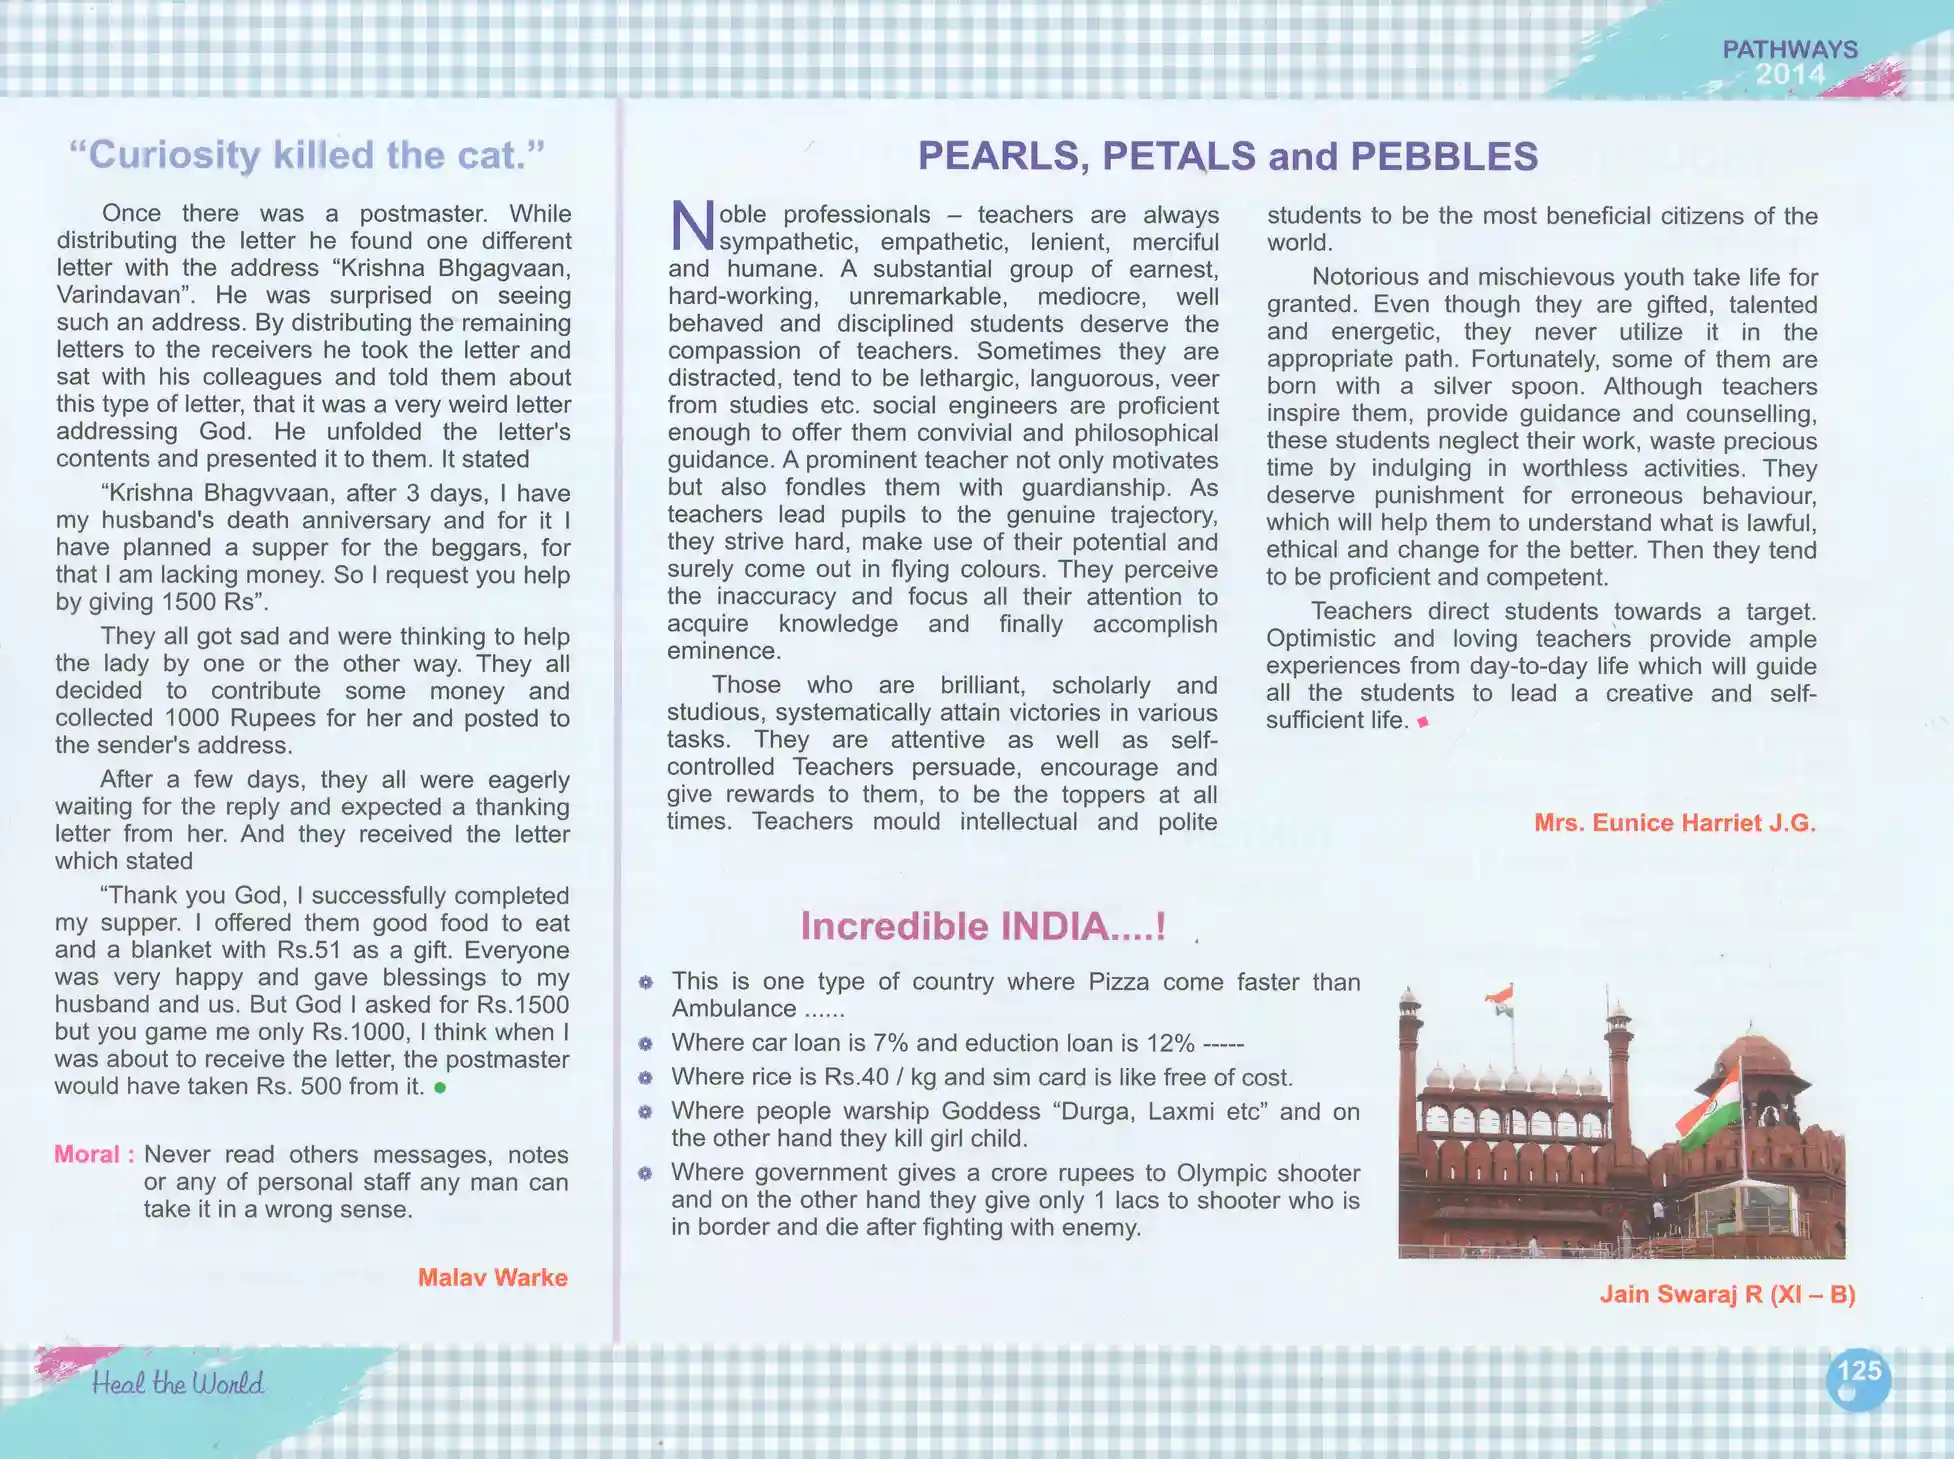 PATHWAYS
2014
“Curiosity killed the cat.”
Once there was a postmaster. While
distributing the letter he found one different
letter with the address “Krishna Bhgagvaan,
Varindavan”. He was surprised on seeing
such an address. By distributing the remaining
letters to the receivers he took the letter and
sat with his colleagues and told them about
this type of letter, that it was a very weird letter
addressing God. He unfolded the letter's
contents and presented it to them. It stated
“Krishna Bhagvvaan, after 3 days, I have
my husband's death anniversary and for it I
have planned a supper for the beggars, for
that I am lacking money. So I request you help
by giving 1500 Rs”.
They all got sad and were thinking to help
the lady by one or the other way. They all
decided to contribute some money and
collected 1000 Rupees for her and posted to
the sender's address.
After a few days, they all were eagerly
waiting for the reply and expected a thanking
letter from her. And they received the letter
which stated
“Thank you God, I successfully completed
my supper. I offered them good food to eat
and a blanket with Rs.51 as a gift. Everyone
was very happy and gave blessings to my
husband and us. But God I asked for Rs.1500
but you game me only Rs.1000, I think when I
was about to receive the letter, the postmaster
would have taken Rs. 500 from it.
Moral : Never read others messages, notes
or any of personal staff any man can
take it in a wrong sense.
Malav Warke
PEARLS, PETALS and PEBBLES
Noble professionals – teachers are always
sympathetic, empathetic, lenient, merciful
and humane. A substantial group of earnest,
hard-working, unremarkable, mediocre, well
behaved and disciplined students deserve the
compassion of teachers. Sometimes they are
distracted, tend to be lethargic, languorous, veer
from studies etc. social engineers are proficient
enough to offer them convivial and philosophical
guidance. A prominent teacher not only motivates
but also fondles them with guardianship. As
teachers lead pupils to the genuine trajectory,
they strive hard, make use of their potential and
surely come out in flying colours. They perceive
the inaccuracy and focus all their attention to
acquire knowledge and finally accomplish
eminence.
Those who are brilliant, scholarly and
studious, systematically attain victories in various
tasks. They are attentive as well as self-
controlled Teachers persuade, encourage and
give rewards to them, to be the toppers at all
times. Teachers mould intellectual and polite
students to be the most beneficial citizens of the
world.
Notorious and mischievous youth take life for
granted. Even though they are gifted, talented
and energetic, they never utilize it in the
appropriate path. Fortunately, some of them are
born with a silver spoon. Although teachers
inspire them, provide guidance and counselling,
these students neglect their work, waste precious
time by indulging in worthless activities. They
deserve punishment for erroneous behaviour,
which will help them to understand what is lawful,
ethical and change for the better. Then they tend
to be proficient and competent.
Teachers direct students towards a target.
Optimistic and loving teachers provide ample
experiences from day-to-day life which will guide
all the students to lead a creative and self-
sufficient life.
Mrs. Eunice Harriet J.G.
Incredible INDIA....!
This is one type of country where Pizza come faster than
Ambulance ......
Where car loan is 7% and eduction loan is 12% -----
Where rice is Rs.40 / kg and sim card is like free of cost.
Where people warship Goddess “Durga, Laxmi etc” and on
the other hand they kill girl child.
Where government gives a crore rupees to Olympic shooter
and on the other hand they give only 1 lacs to shooter who is
in border and die after fighting with enemy.
Jain Swaraj R (XI – B)
Heal the World
125